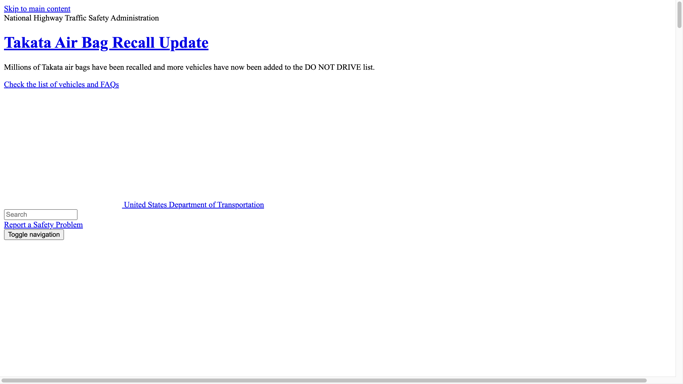 Skip to main content
National Highway Traffic Safety Administration
Takata Air Bag Recall Update
Millions of Takata air bags have been recalled and more vehicles have now been added to the DO NOT DRIVE list.
Check the list of vehicles and FAQs
United States Department of Transportation
Search
Report a Safety Problem
Toggle navigation